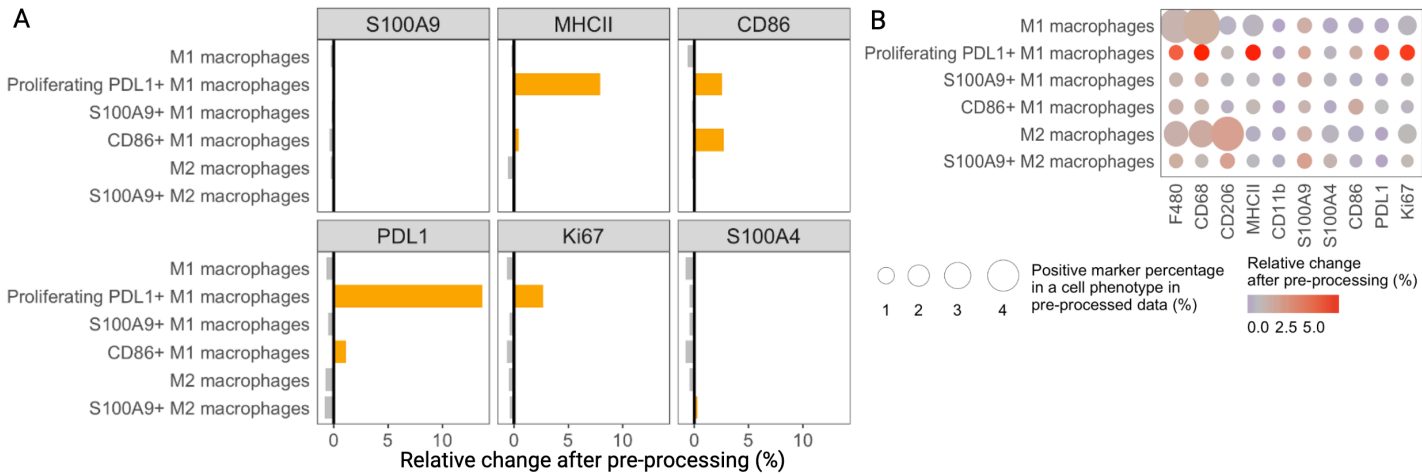 A
S100A9
MHCII
CD86
M1 macrophages
Proliferating PDL1+ M1 macrophages
S100A9+ M1 macrophages
CD86+ M1 macrophages
M2 macrophages
S100A9+ M2 macrophages
PDL1
Ki67
S100A4
M1 macrophages
Proliferating PDL1+ M1 macrophages
S100A9+ M1 macrophages
CD86+ M1 macrophages
M2 macrophages
S100A9+ M2 macrophages
0 5 10 0 5 10 0 5 10
Relative change after pre-processing (%)
B
M1 macrophages
Proliferating PDL1+ M1 macrophages
S100A9+ M1 macrophages
CD86+ M1 macrophages
M2 macrophages
S100A9+ M2 macrophages
F480
CD68
CD206
MHCII
CD11b
S100A9
S100A4
CD86
PDL1
Ki67
1 2 3 4
Positive marker percentage
in a cell phenotype in
pre-processed data (%)
Relative change
after pre-processing (%)
0.0 2.5 5.0